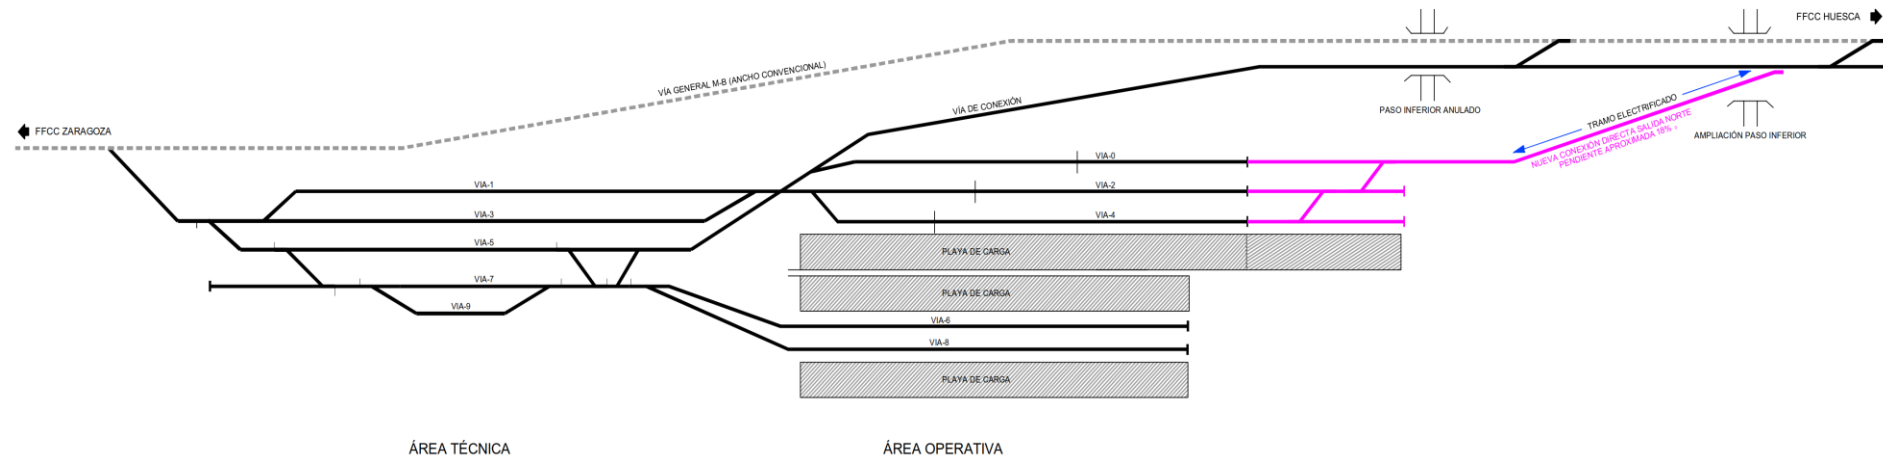 FFCC HUESCA
VÍA GENERAL M-B (ANCHO CONVENCIONAL)
VÍA DE CONEXIÓN
PASO INFERIOR ANULADO
TRAMO ELECTRIFICADO
NUEVA CONEXIÓN DIRECTA SALIDA NORTE
PENDIENTE APROXIMADA 18%
AMPLIACIÓN PASO INFERIOR
FFCC ZARAGOZA
VIA-0
VIA-1
VIA-2
VIA-3
VIA-4
VIA-5
PLAYA DE CARGA
VIA-7
PLAYA DE CARGA
VIA-9
VIA-6
VIA-8
PLAYA DE CARGA
ÁREA TÉCNICA
ÁREA OPERATIVA